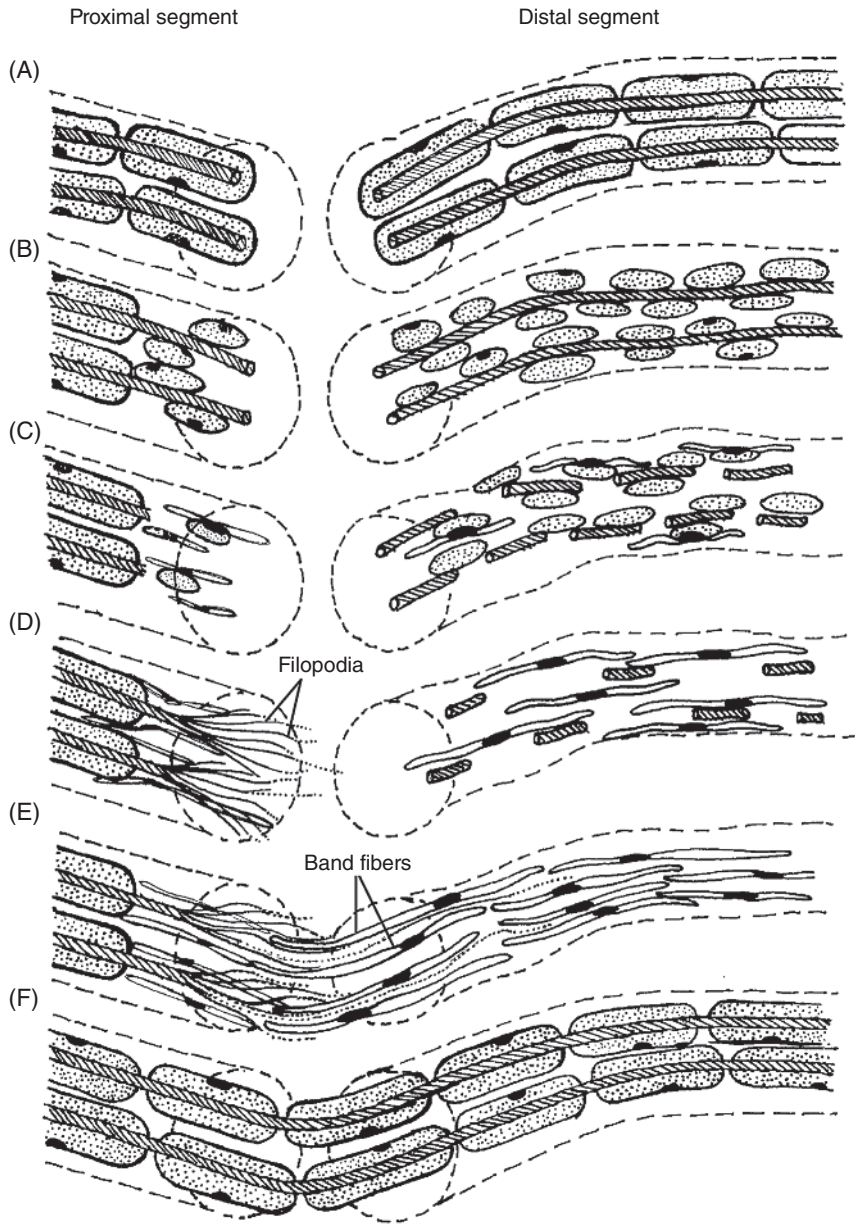 Proximal segment Distal segment
(A)
(B)
(C)
(D)
Filopodia
(E)
Band fibers
(F)